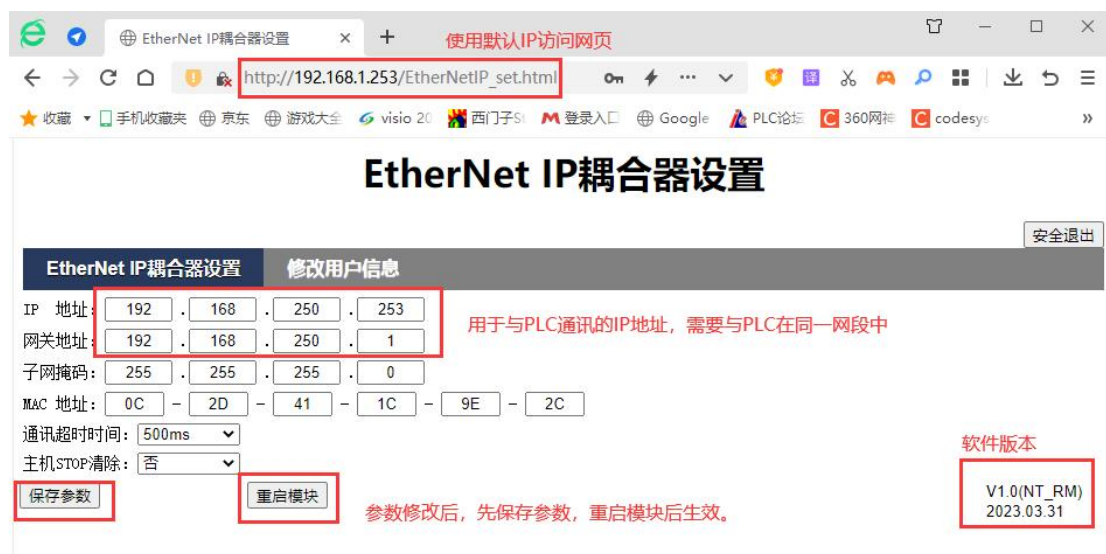 EtherNet IP耦合器设置
使用默认IP访问网页
http://192.168.1.253/EtherNetIP_set.html
收藏 手机收藏夹 京东 游戏大全 visio 20 西门子S 登录入口 Google PLC论坛 360网神 codesys
EtherNet IP耦合器设置
安全退出
EtherNet IP耦合器设置 修改用户信息
IP 地址: 192 . 168 . 250 . 253
用于与PLC通讯的IP地址，需要与PLC在同一网段中
网关地址: 192 . 168 . 250 . 1
子网掩码: 255 . 255 . 255 . 0
MAC 地址: 0C - 2D - 41 - 1C - 9E - 2C
通讯超时时间: 500ms
主机STOP清除: 否
软件版本
保存参数 重启模块
参数修改后，先保存参数，重启模块后生效。
V1.0(NT_RM)
2023.03.31